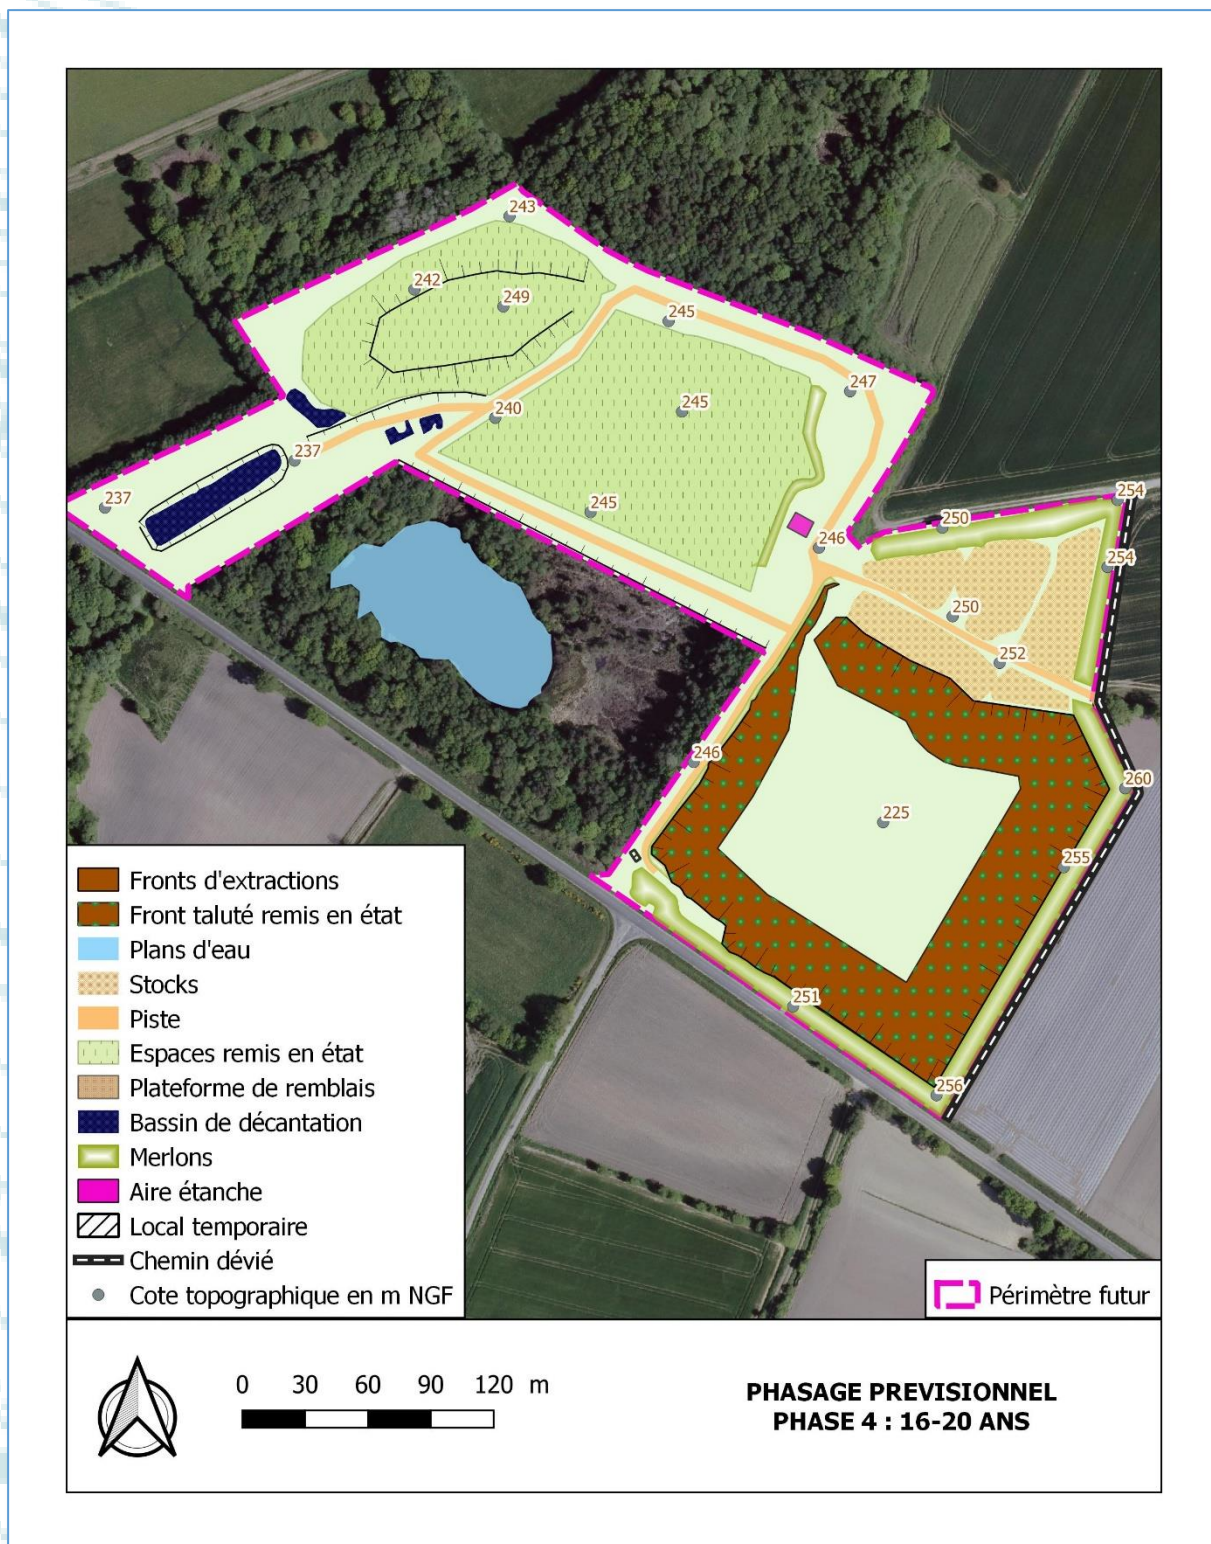 243
242
249
245
247
245
240
237
237
245
246
250
254
254
250
252
246
260
225
255
251
256
Fronts d'extractions
Front taluté remis en état
Plans d'eau
Stocks
Piste
Espaces remis en état
Plateforme de remblais
Bassin de décantation
Merlons
Aire étanche
Local temporaire
Chemin dévié
Cote topographique en m NGF
Périmètre futur
0 30 60 90 120 m
PHASAGE PREVISIONNEL
PHASE 4 : 16-20 ANS